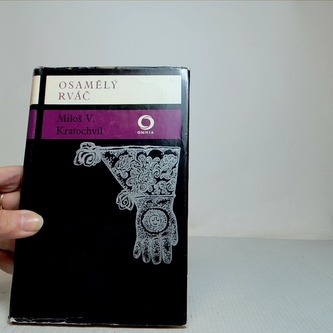 OSAMĚLÝ
RVÁČ
Miloš V.
Kratochvíl
OMNIA